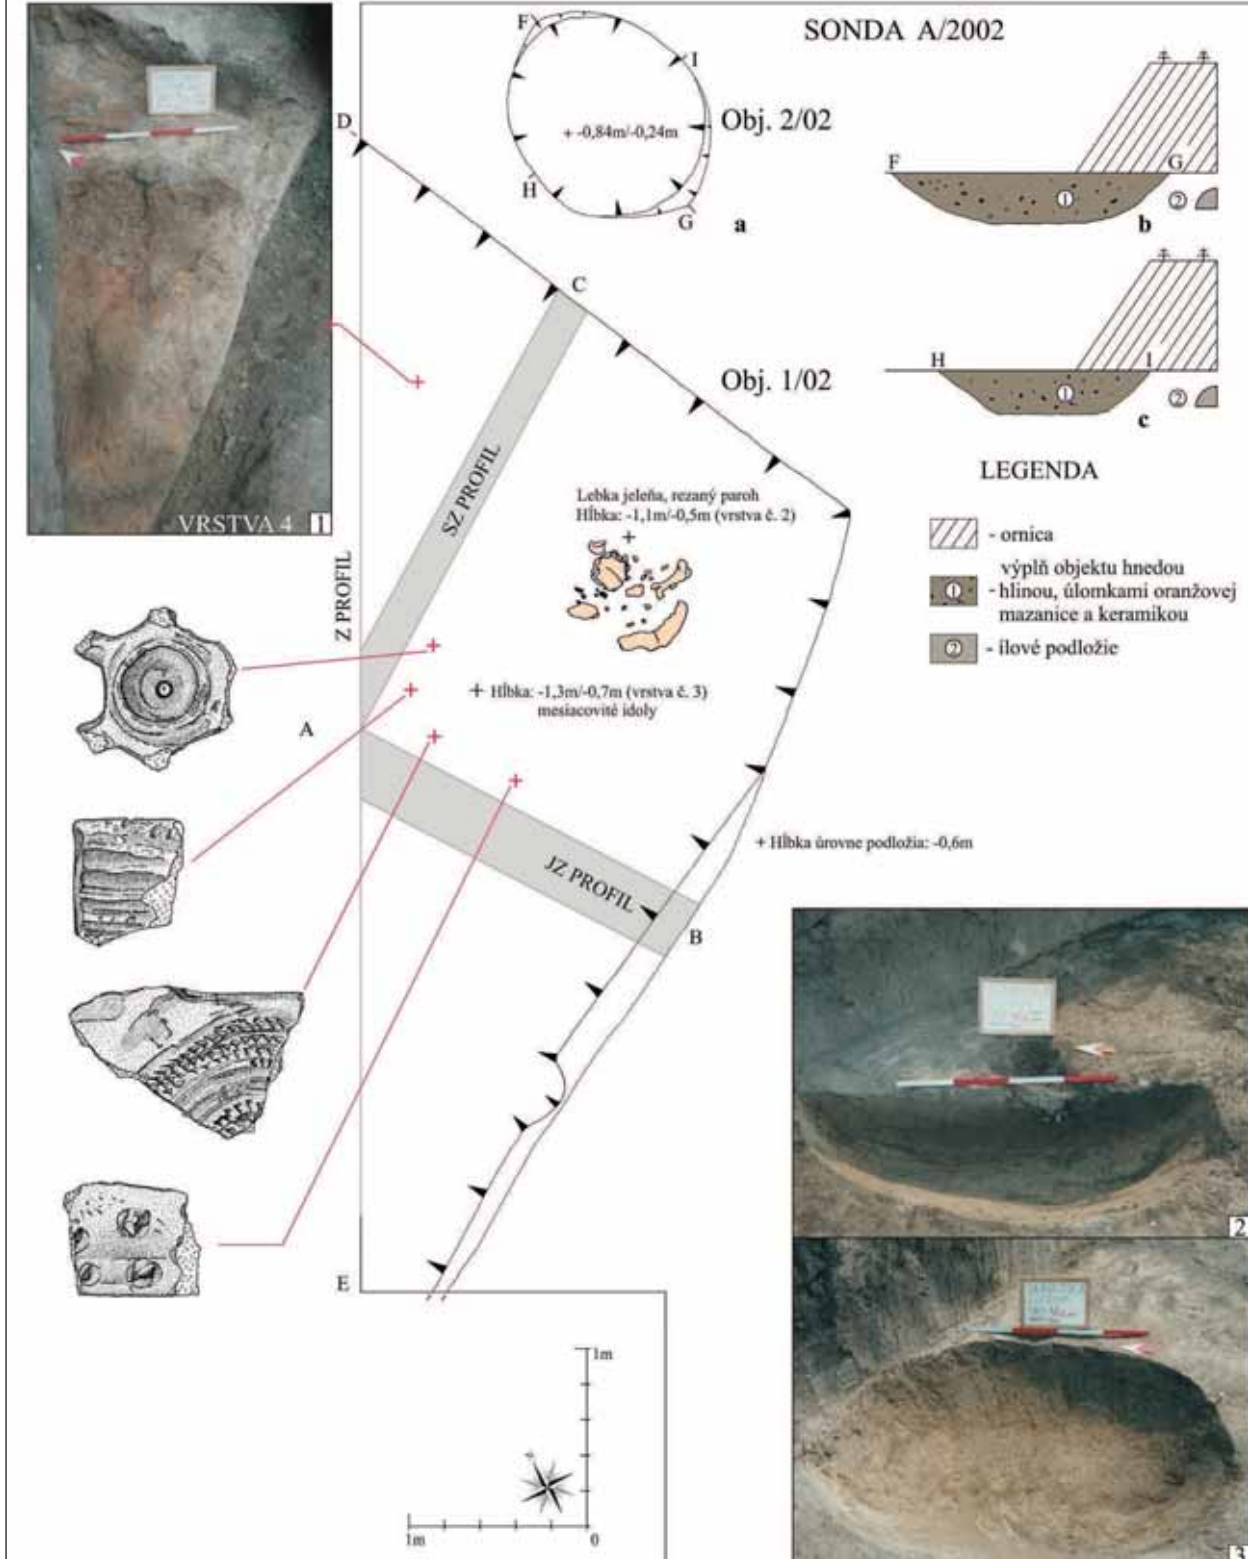 SONDA A/2002
F
I
Obj. 2/02
+ -0,84m/-0,24m
H
G
a
F
G
1
2
b
H
I
1
2
c
D
C
Obj. 1/02
SZ PROFIL
Z PROFIL
VRSTVA 4
1
Lebka jeleňa, rezaný paroh
Hĺbka: -1,1m/-0,5m (vrstva č. 2)
+
LEGENDA
- ornica
1
výplň objektu hnedou
- hlinou, úlomkami oranžovej
mazanice a keramikou
2
- ílové podložie
+ Hĺbka: -1,3m/-0,7m (vrstva č. 3)
mesiacovité idoly
A
+ Hĺbka úrovne podložia: -0,6m
JZ PROFIL
B
E
2
3
1m
1m
0